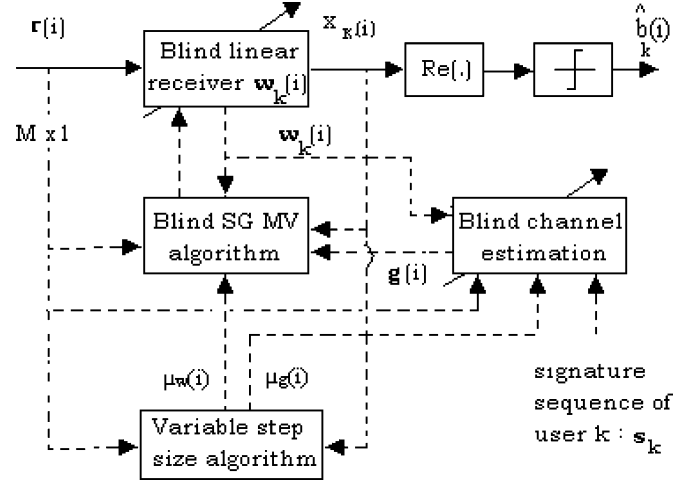 r(i)
Blind linear
receiver w_k(i)
x_k(i)
Re(.)
b̂_k(i)
M x 1
w_k(i)
Blind SG MV
algorithm
Blind channel
estimation
g(i)
μw(i)
μg(i)
Variable step
size algorithm
signature
sequence of
user k : s_k